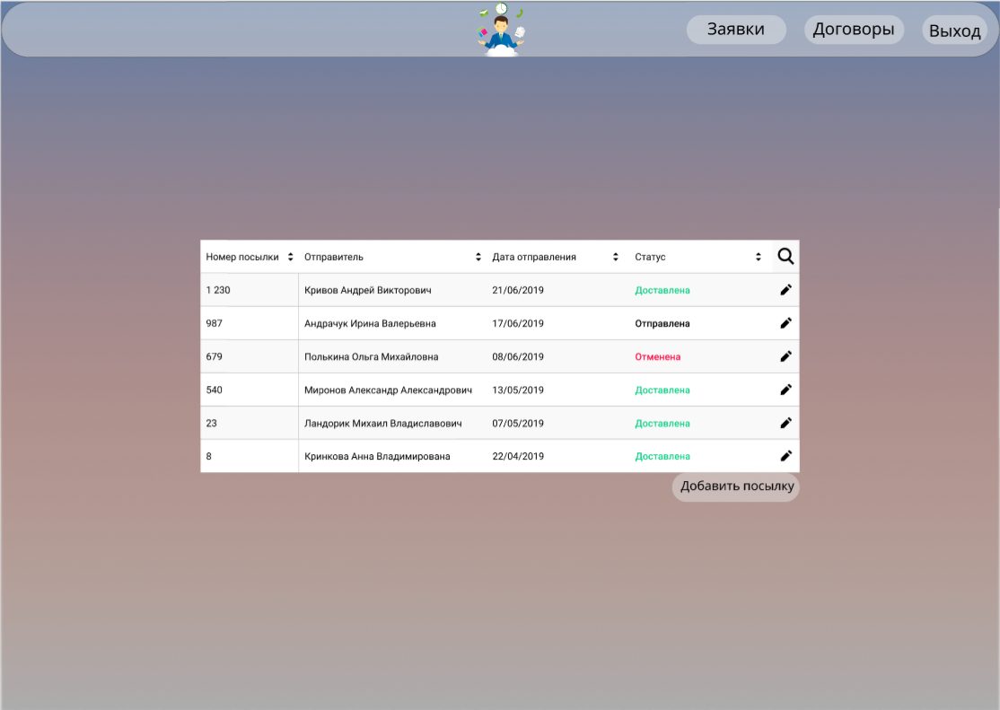 Заявки Договоры Выход
Номер посылки Отправитель Дата отправления Статус
1 230 Кривов Андрей Викторович 21/06/2019 Доставлена
987 Андрачук Ирина Валерьевна 17/06/2019 Отправлена
679 Полькина Ольга Михайловна 08/06/2019 Отменена
540 Миронов Александр Александрович 13/05/2019 Доставлена
23 Ландорик Михаил Владиславович 07/05/2019 Доставлена
8 Кринкова Анна Владимирована 22/04/2019 Доставлена
Добавить посылку